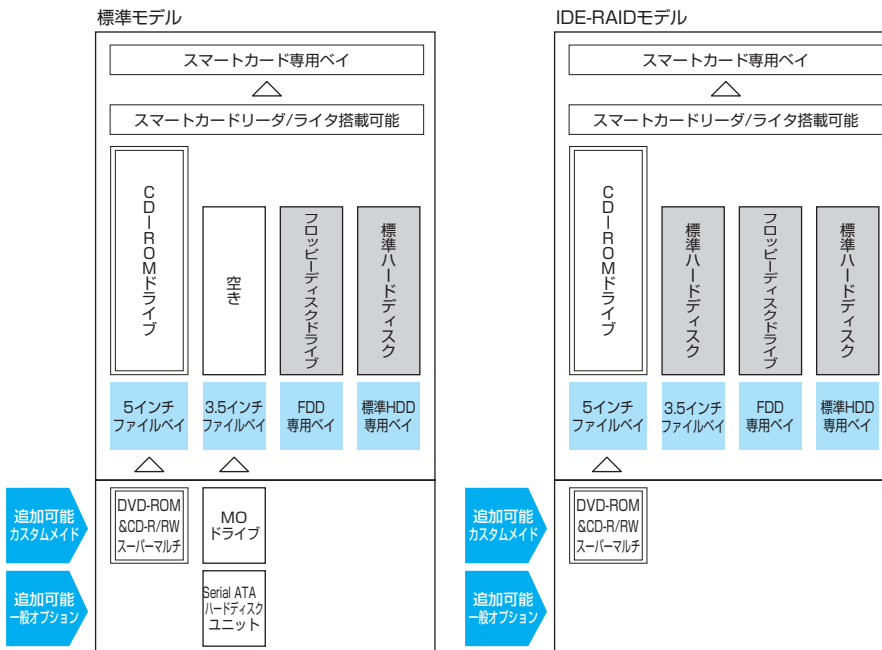 標準モデル
スマートカード専用ベイ
スマートカードリーダ/ライタ搭載可能
CD-ROMドライブ
空き
フロッピーディスクドライブ
標準ハードディスク
5インチ
ファイルベイ
3.5インチ
ファイルベイ
FDD
専用ベイ
標準HDD
専用ベイ
追加可能
カスタムメイド
DVD-ROM
&CD-R/RW
スーパーマルチ
MO
ドライブ
追加可能
一般オプション
Serial ATA
ハードディスク
ユニット
IDE-RAIDモデル
スマートカード専用ベイ
スマートカードリーダ/ライタ搭載可能
CD-ROMドライブ
標準ハードディスク
フロッピーディスクドライブ
標準ハードディスク
5インチ
ファイルベイ
3.5インチ
ファイルベイ
FDD
専用ベイ
標準HDD
専用ベイ
追加可能
カスタムメイド
DVD-ROM
&CD-R/RW
スーパーマルチ
追加可能
一般オプション